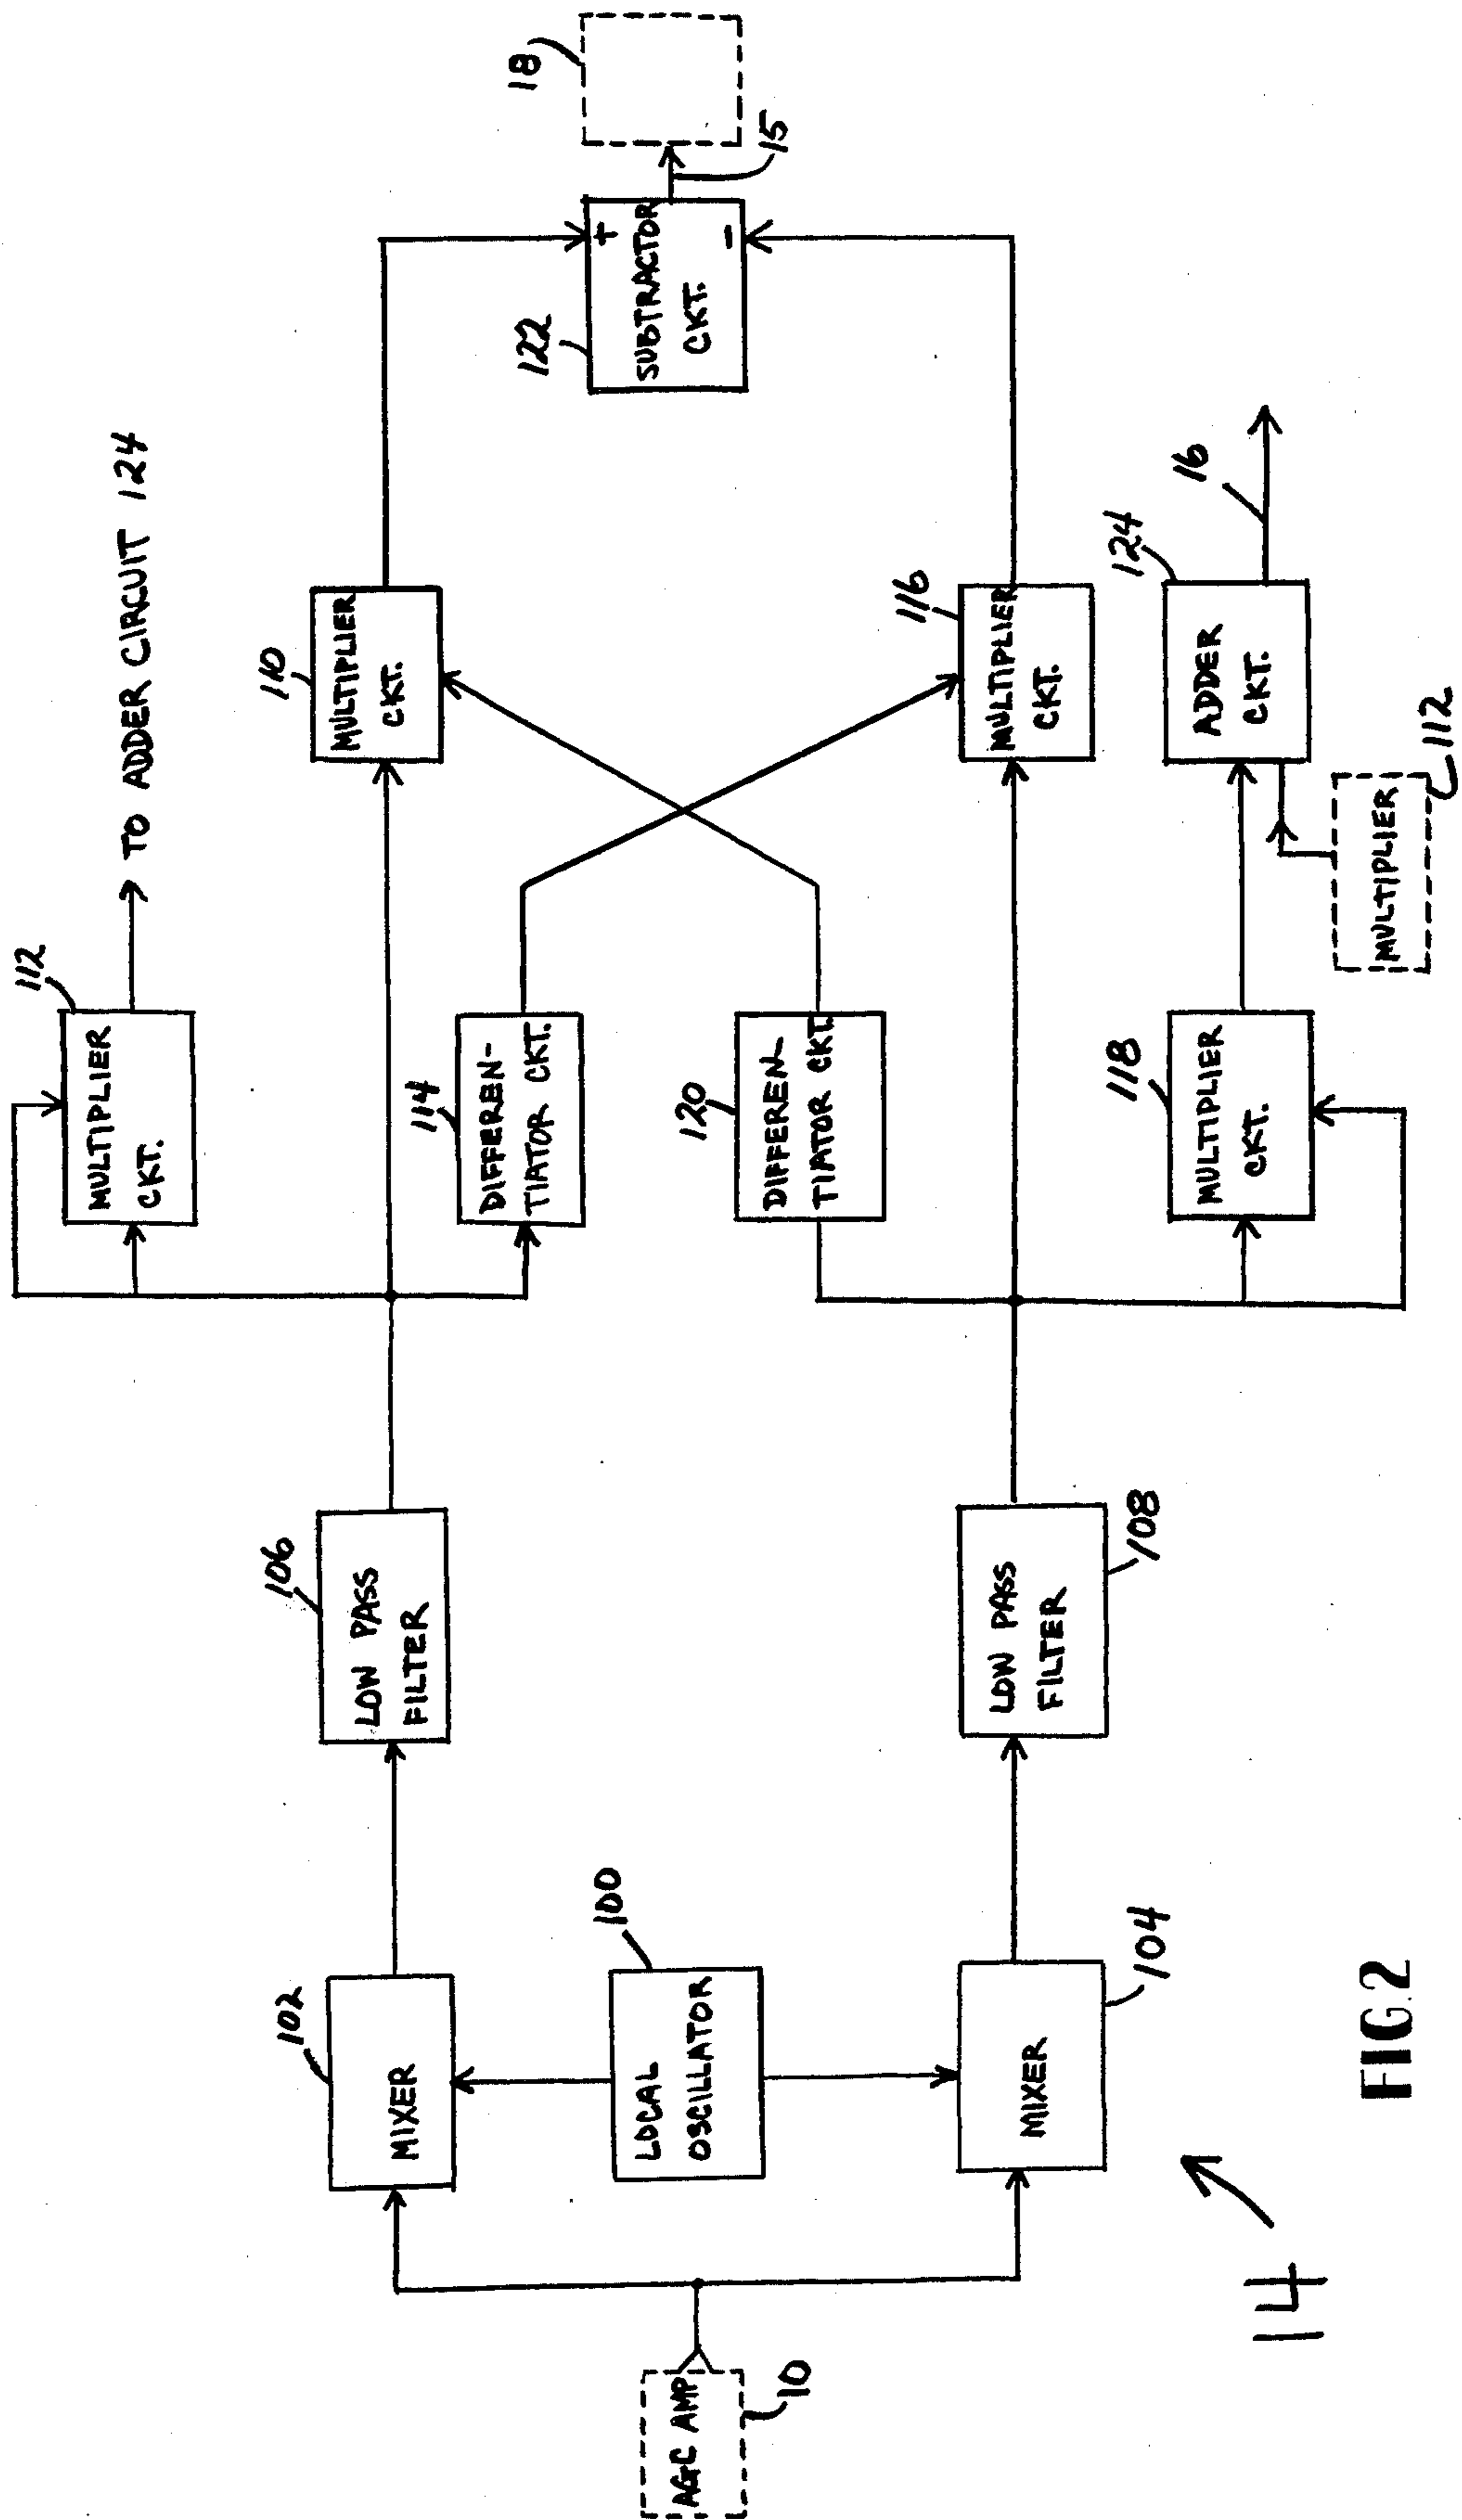 AGC AMP
10
102
MIXER
LOCAL
OSCILLATOR
100
MIXER
104
106
LOW PASS
FILTER
LOW PASS
FILTER
108
112
MULTIPLIER
CKT.
TO ADDER CIRCUIT 124
114
DIFFEREN-
TIATOR CKT.
120
DIFFEREN-
TIATOR CKT.
118
MULTIPLIER
CKT.
110
MULTIPLIER
CKT.
116
MULTIPLIER
CKT.
124
ADDER
CKT.
MULTIPLIER
112
16
122
+
SUBTRACTOR
CKT.
-
15
18
14
FIG.2